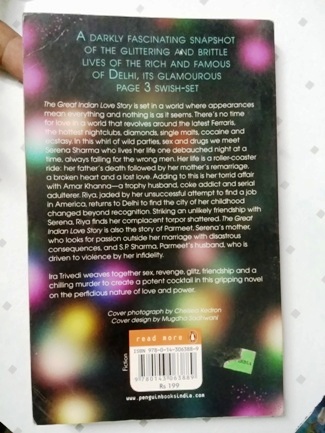 A DARKLY FASCINATING SNAPSHOT
OF THE GLITTERING AND BRITTLE
LIVES OF THE RICH AND FAMOUS
OF DELHI, ITS GLAMOUROUS
PAGE 3 SWISH-SET
The Great Indian Love Story is set in a world where appearances
mean everything and nothing is as it seems. There's no time
for love in a world that revolves around the latest Ferraris,
the hottest nightclubs, diamonds, single malts, cocaine and
ecstasy. In this whirl of wild parties, sex and drugs we meet
Serena Sharma who lives her life one debauched night at a
time, always falling for the wrong men. Her life is a roller-coaster
ride: her father's death followed by her mother's remarriage,
a broken heart and a lost love. Adding to this is her torrid affair
with Amar Khanna—a trophy husband, coke addict and serial
adulterer. Riya, jaded by her unsuccessful attempt to find a job
in America, returns to Delhi to find the city of her childhood
changed beyond recognition. Striking an unlikely friendship with
Serena, Riya finds her complacent torpor shattered. The Great
Indian Love Story is also the story of Parmeet, Serena's mother,
who looks for passion outside her marriage with disastrous
consequences, and S.P. Sharma, Parmeet's husband, who is
driven to violence by her infidelity.
Ira Trivedi weaves together sex, revenge, glitz, friendship and a
chilling murder to create a potent cocktail in this gripping novel
on the perfidious nature of love and power.
Cover photograph by
Cover design by
read more
Fiction
9780143063889
Rs 199
www.penguinbooksindia.com